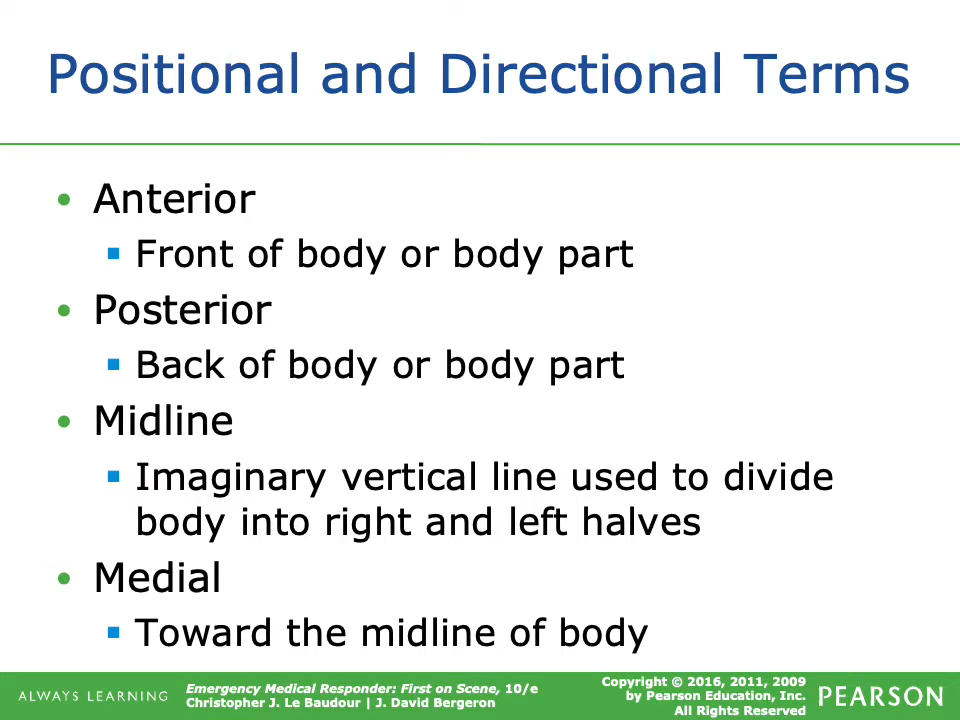 Positional and Directional Terms
• Anterior
▪ Front of body or body part
• Posterior
▪ Back of body or body part
• Midline
▪ Imaginary vertical line used to divide
body into right and left halves
• Medial
▪ Toward the midline of body
ALWAYS LEARNING
Emergency Medical Responder: First on Scene, 10/e
Christopher J. Le Baudour | J. David Bergeron
Copyright © 2016, 2011, 2009
by Pearson Education, Inc.
All Rights Reserved
PEARSON